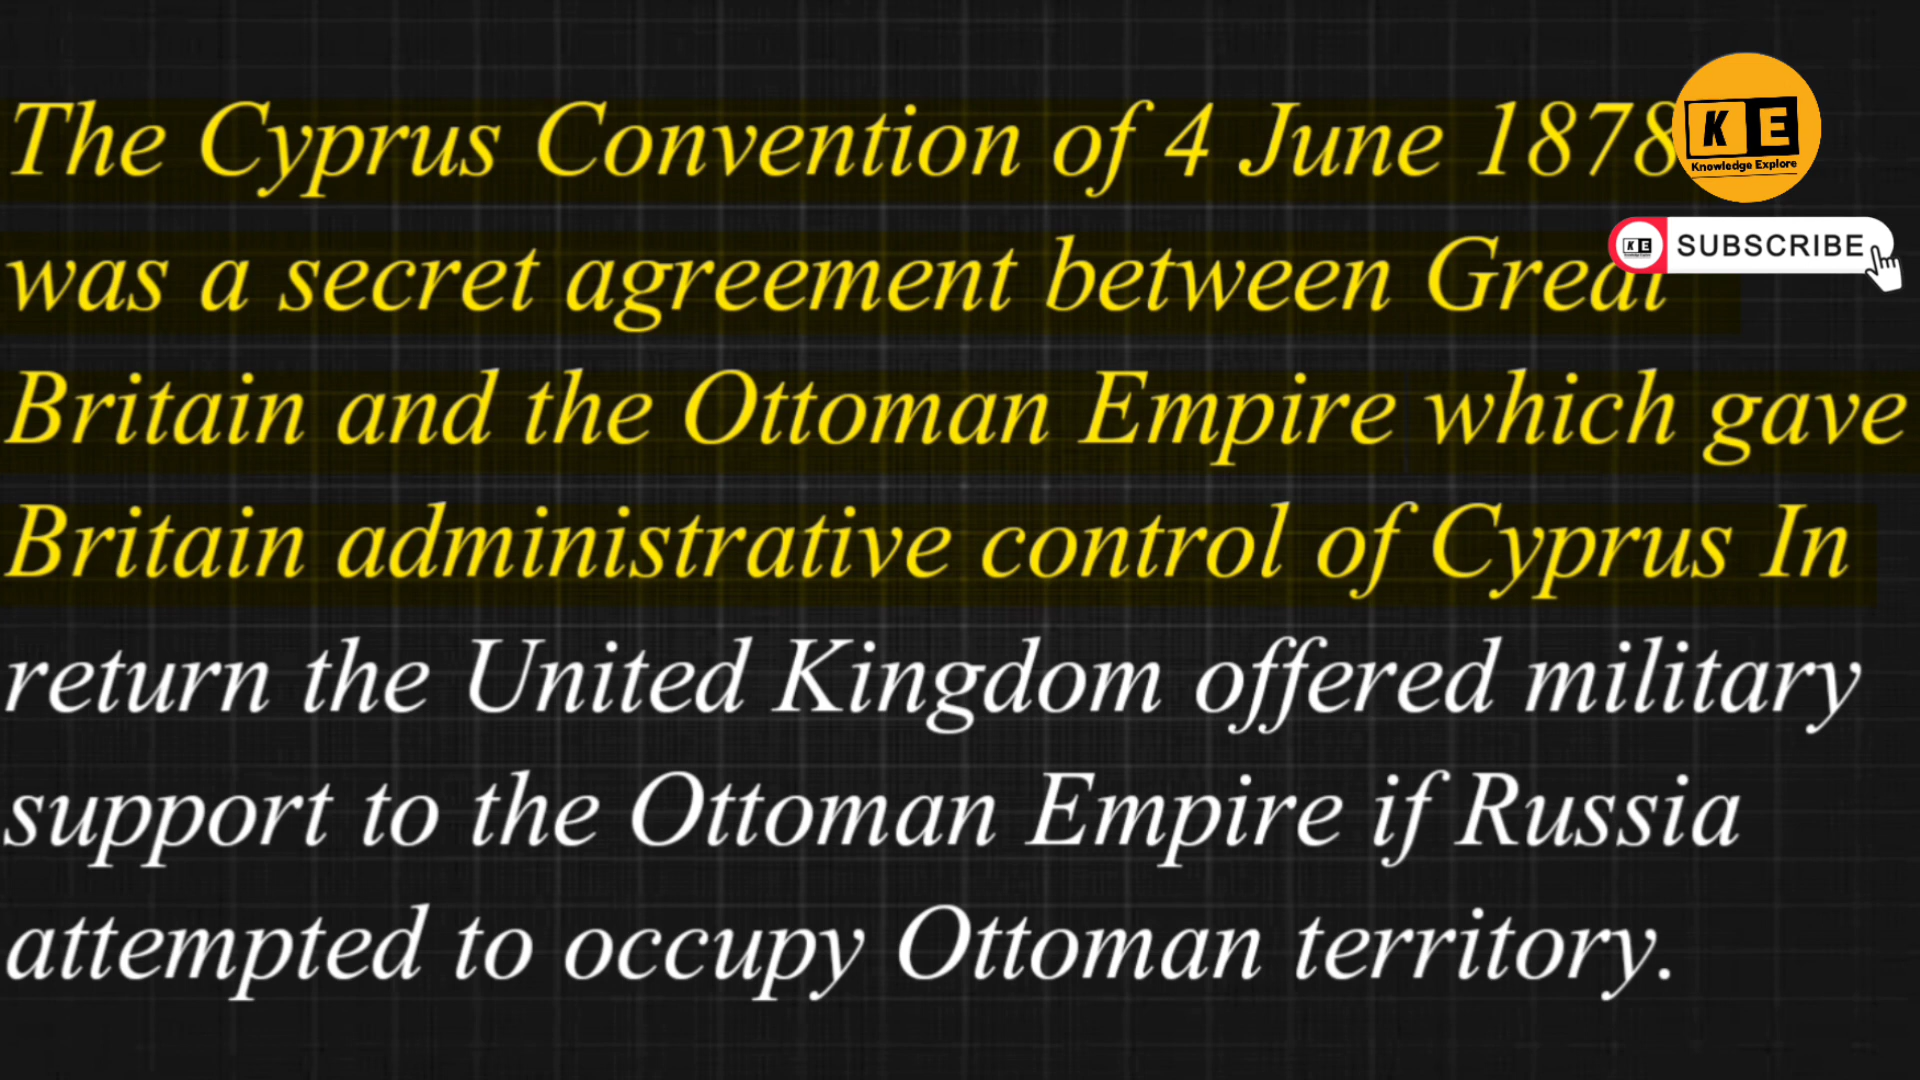 The Cyprus Convention of 4 June 1878
was a secret agreement between Great
Britain and the Ottoman Empire which gave
Britain administrative control of Cyprus In
return the United Kingdom offered military
support to the Ottoman Empire if Russia
attempted to occupy Ottoman territory.
KE
Knowledge Explore
KE
SUBSCRIBE